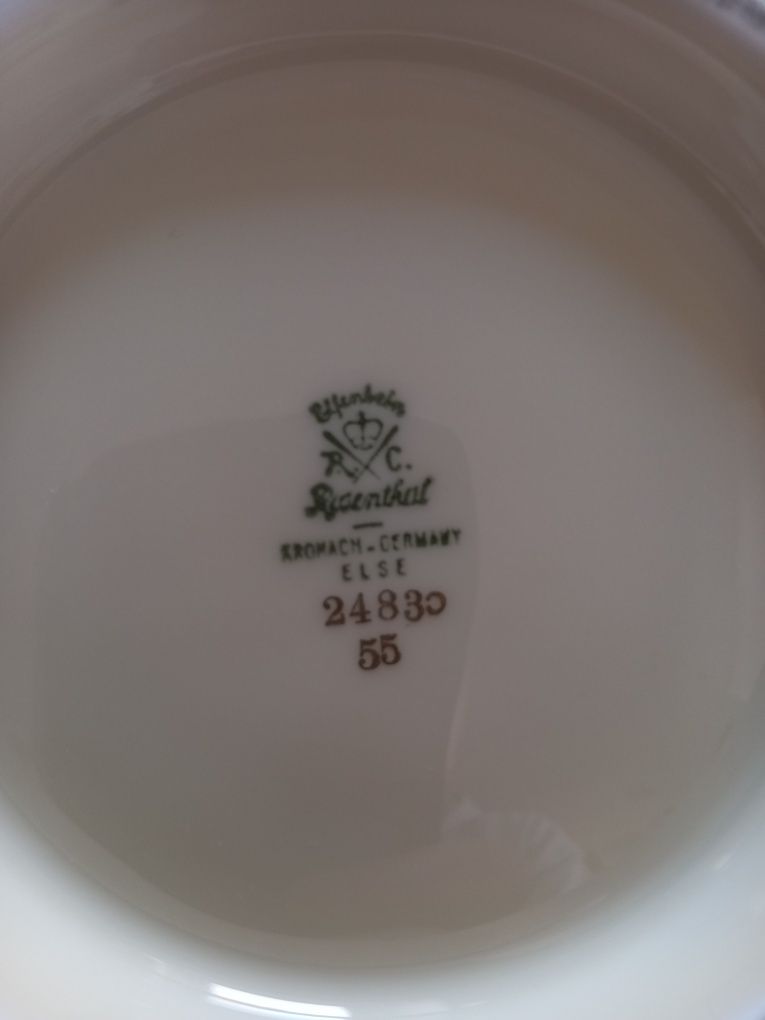 Elfenbein
R. C.
Rosenthal
KRONACH-GERMANY
ELSE
24830
55